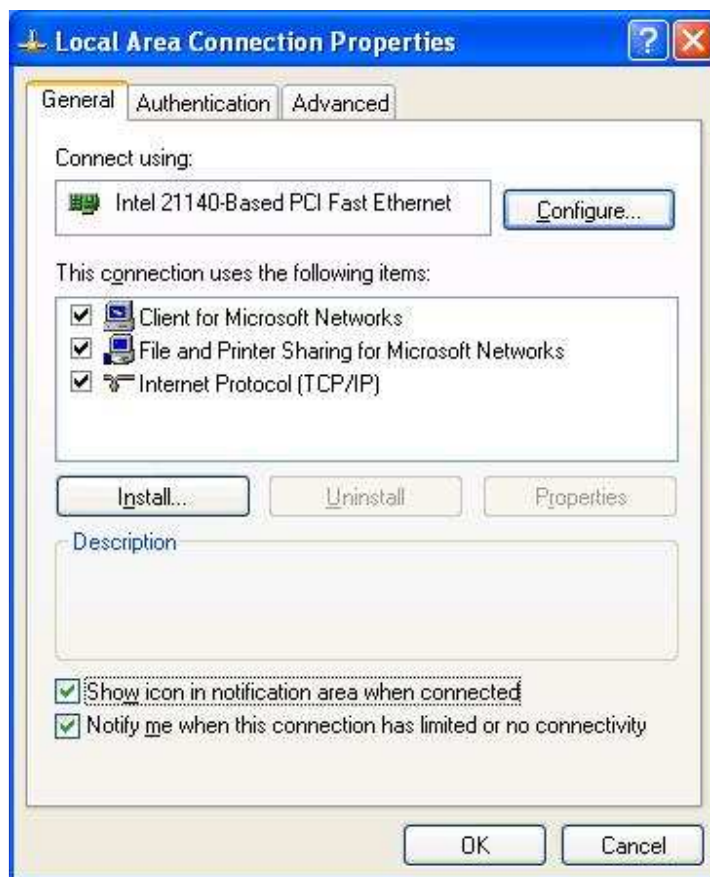 Local Area Connection Properties
General Authentication Advanced
Connect using:
Intel 21140-Based PCI Fast Ethernet
Configure...
This connection uses the following items:
Client for Microsoft Networks
File and Printer Sharing for Microsoft Networks
Internet Protocol (TCP/IP)
Install... Uninstall Properties
Description
Show icon in notification area when connected
Notify me when this connection has limited or no connectivity
OK Cancel